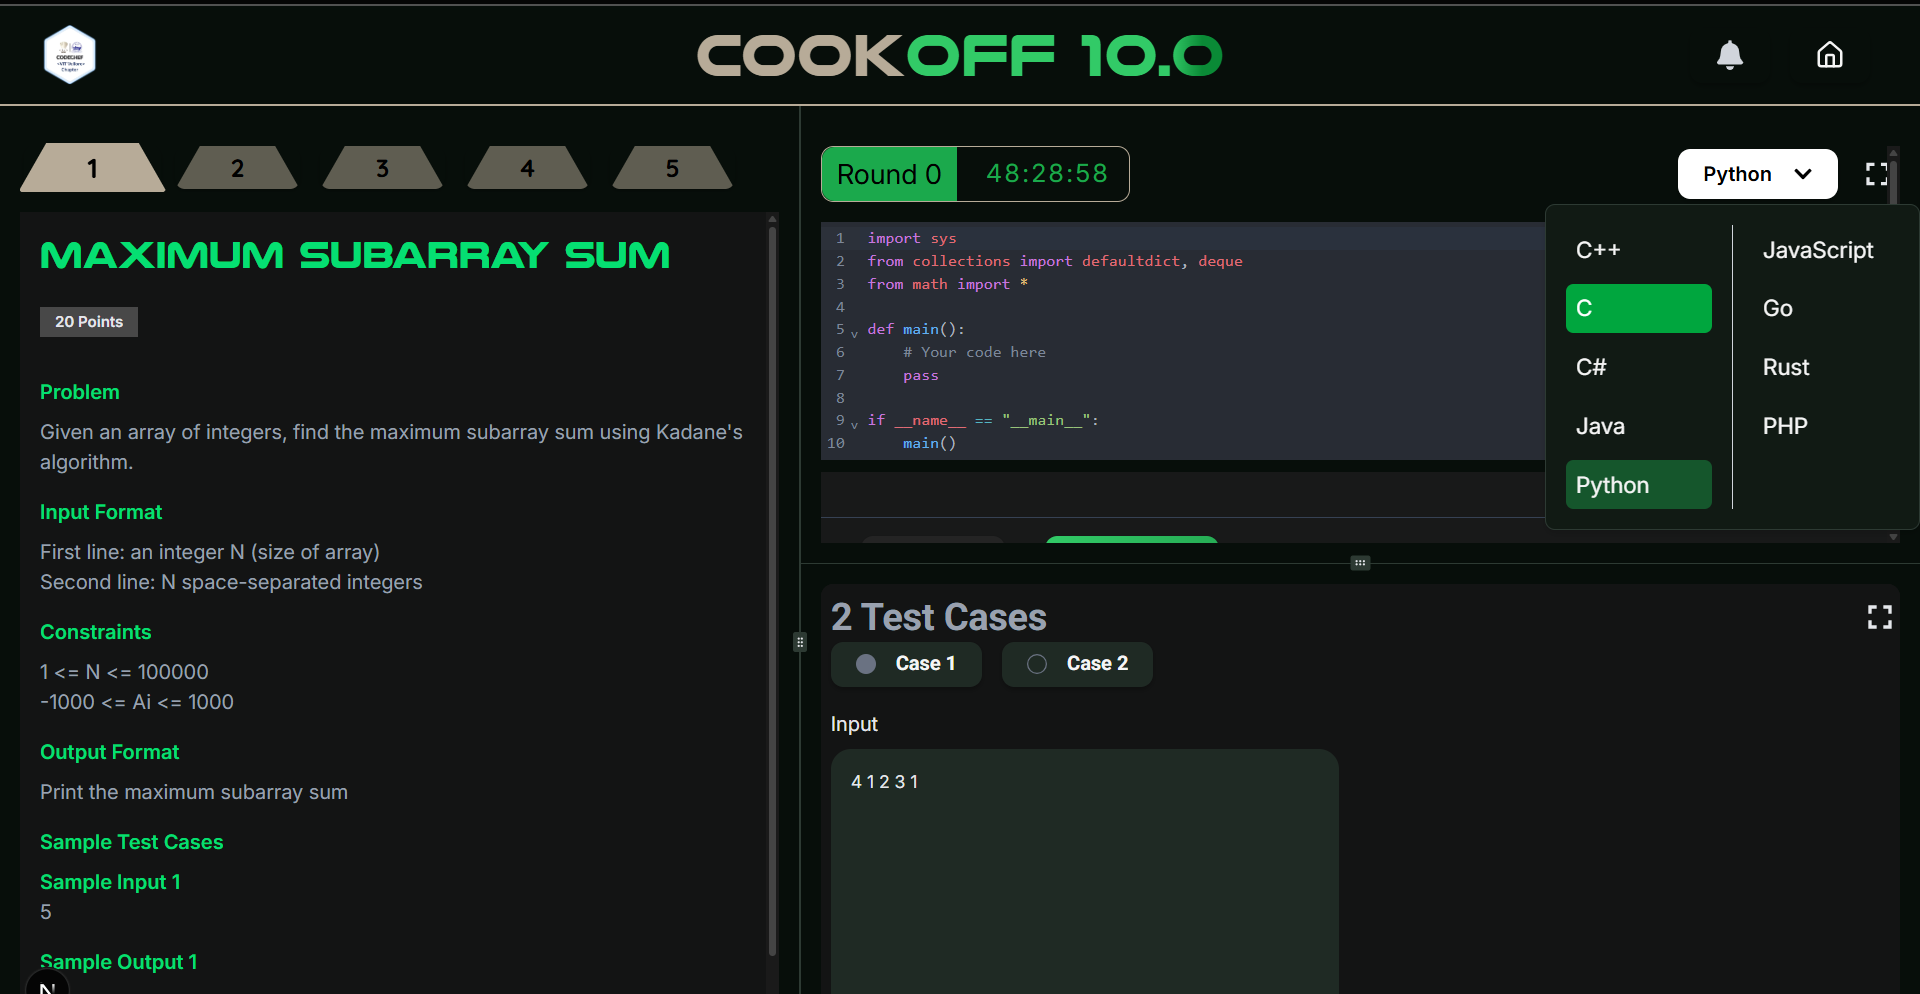 CODECHEF
COOKOFF 10.0
1
2
3
4
5
MAXIMUM SUBARRAY SUM
20 Points
Problem
Given an array of integers, find the maximum subarray sum using Kadane's
algorithm.
Input Format
First line: an integer N (size of array)
Second line: N space-separated integers
Constraints
1 <= N <= 100000
-1000 <= Ai <= 1000
Output Format
Print the maximum subarray sum
Sample Test Cases
Sample Input 1
5
Sample Output 1
N
Round 0
48:28:58
Python
1 import sys
2 from collections import defaultdict, deque
3 from math import *
4
5 def main():
6 # Your code here
7 pass
8
9 if __name__ == "__main__":
10 main()
C++
C
C#
Java
Python
JavaScript
Go
Rust
PHP
2 Test Cases
Case 1
Case 2
Input
4 1 2 3 1